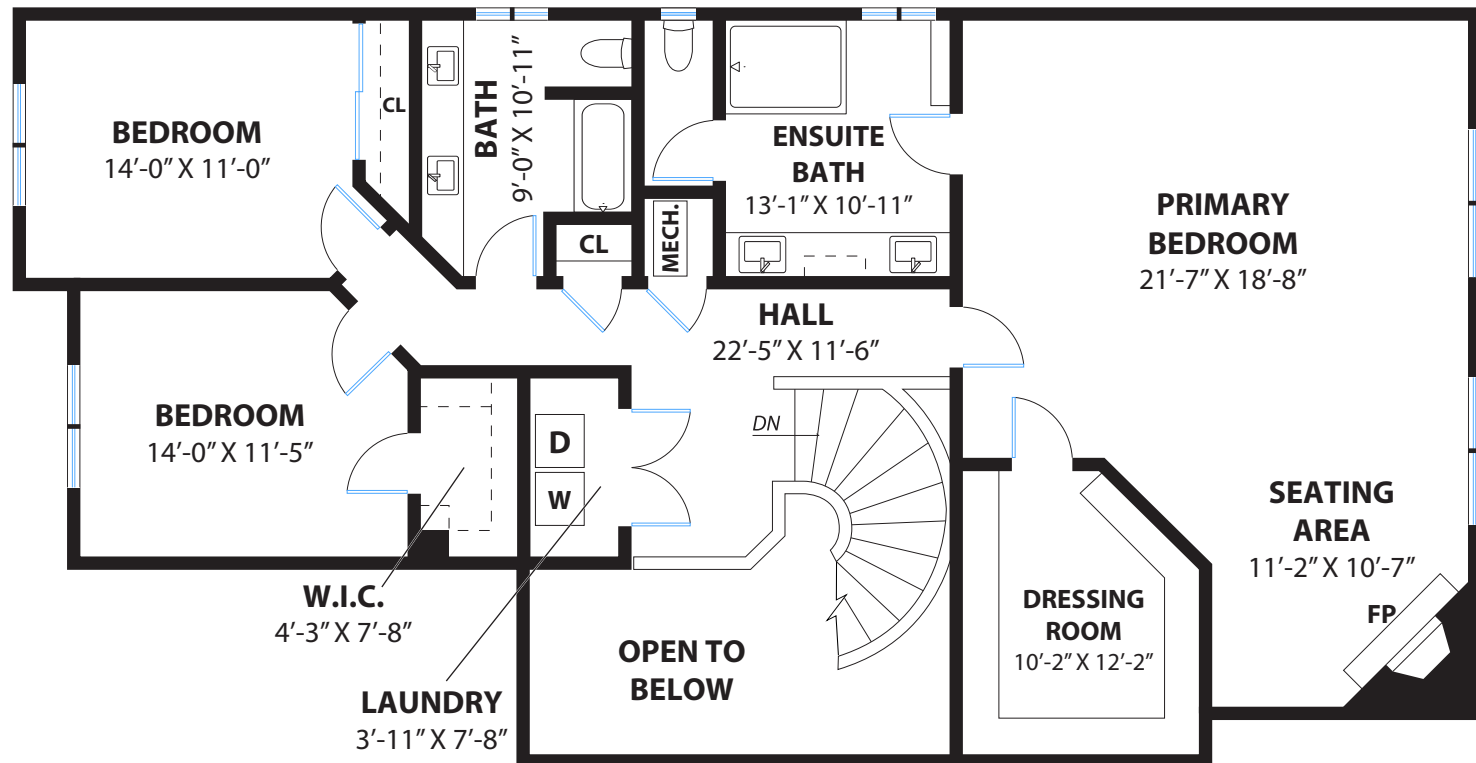 BEDROOM
14’-0” X 11’-0”
CL
BATH
9’-0” X 10’-11”
CL
MECH.
ENSUITE
BATH
13’-1” X 10’-11”
PRIMARY
BEDROOM
21’-7” X 18’-8”
HALL
22’-5” X 11’-6”
BEDROOM
14’-0” X 11’-5”
D
W
DN
SEATING
AREA
11’-2” X 10’-7”
FP
W.I.C.
4’-3” X 7’-8”
LAUNDRY
3’-11” X 7’-8”
OPEN TO
BELOW
DRESSING
ROOM
10’-2” X 12’-2”